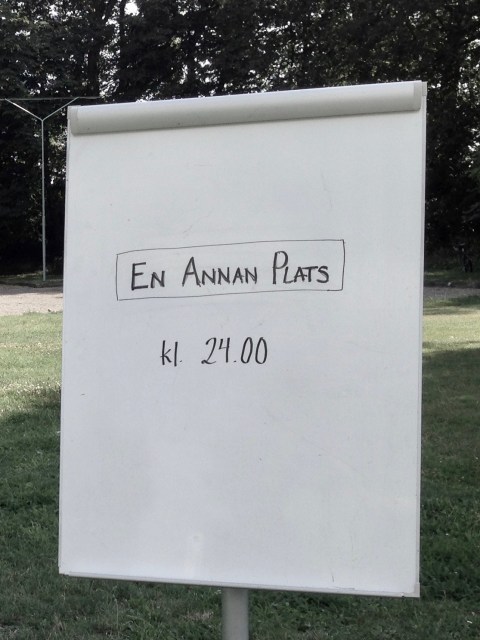 En Annan Plats
kl. 24.00